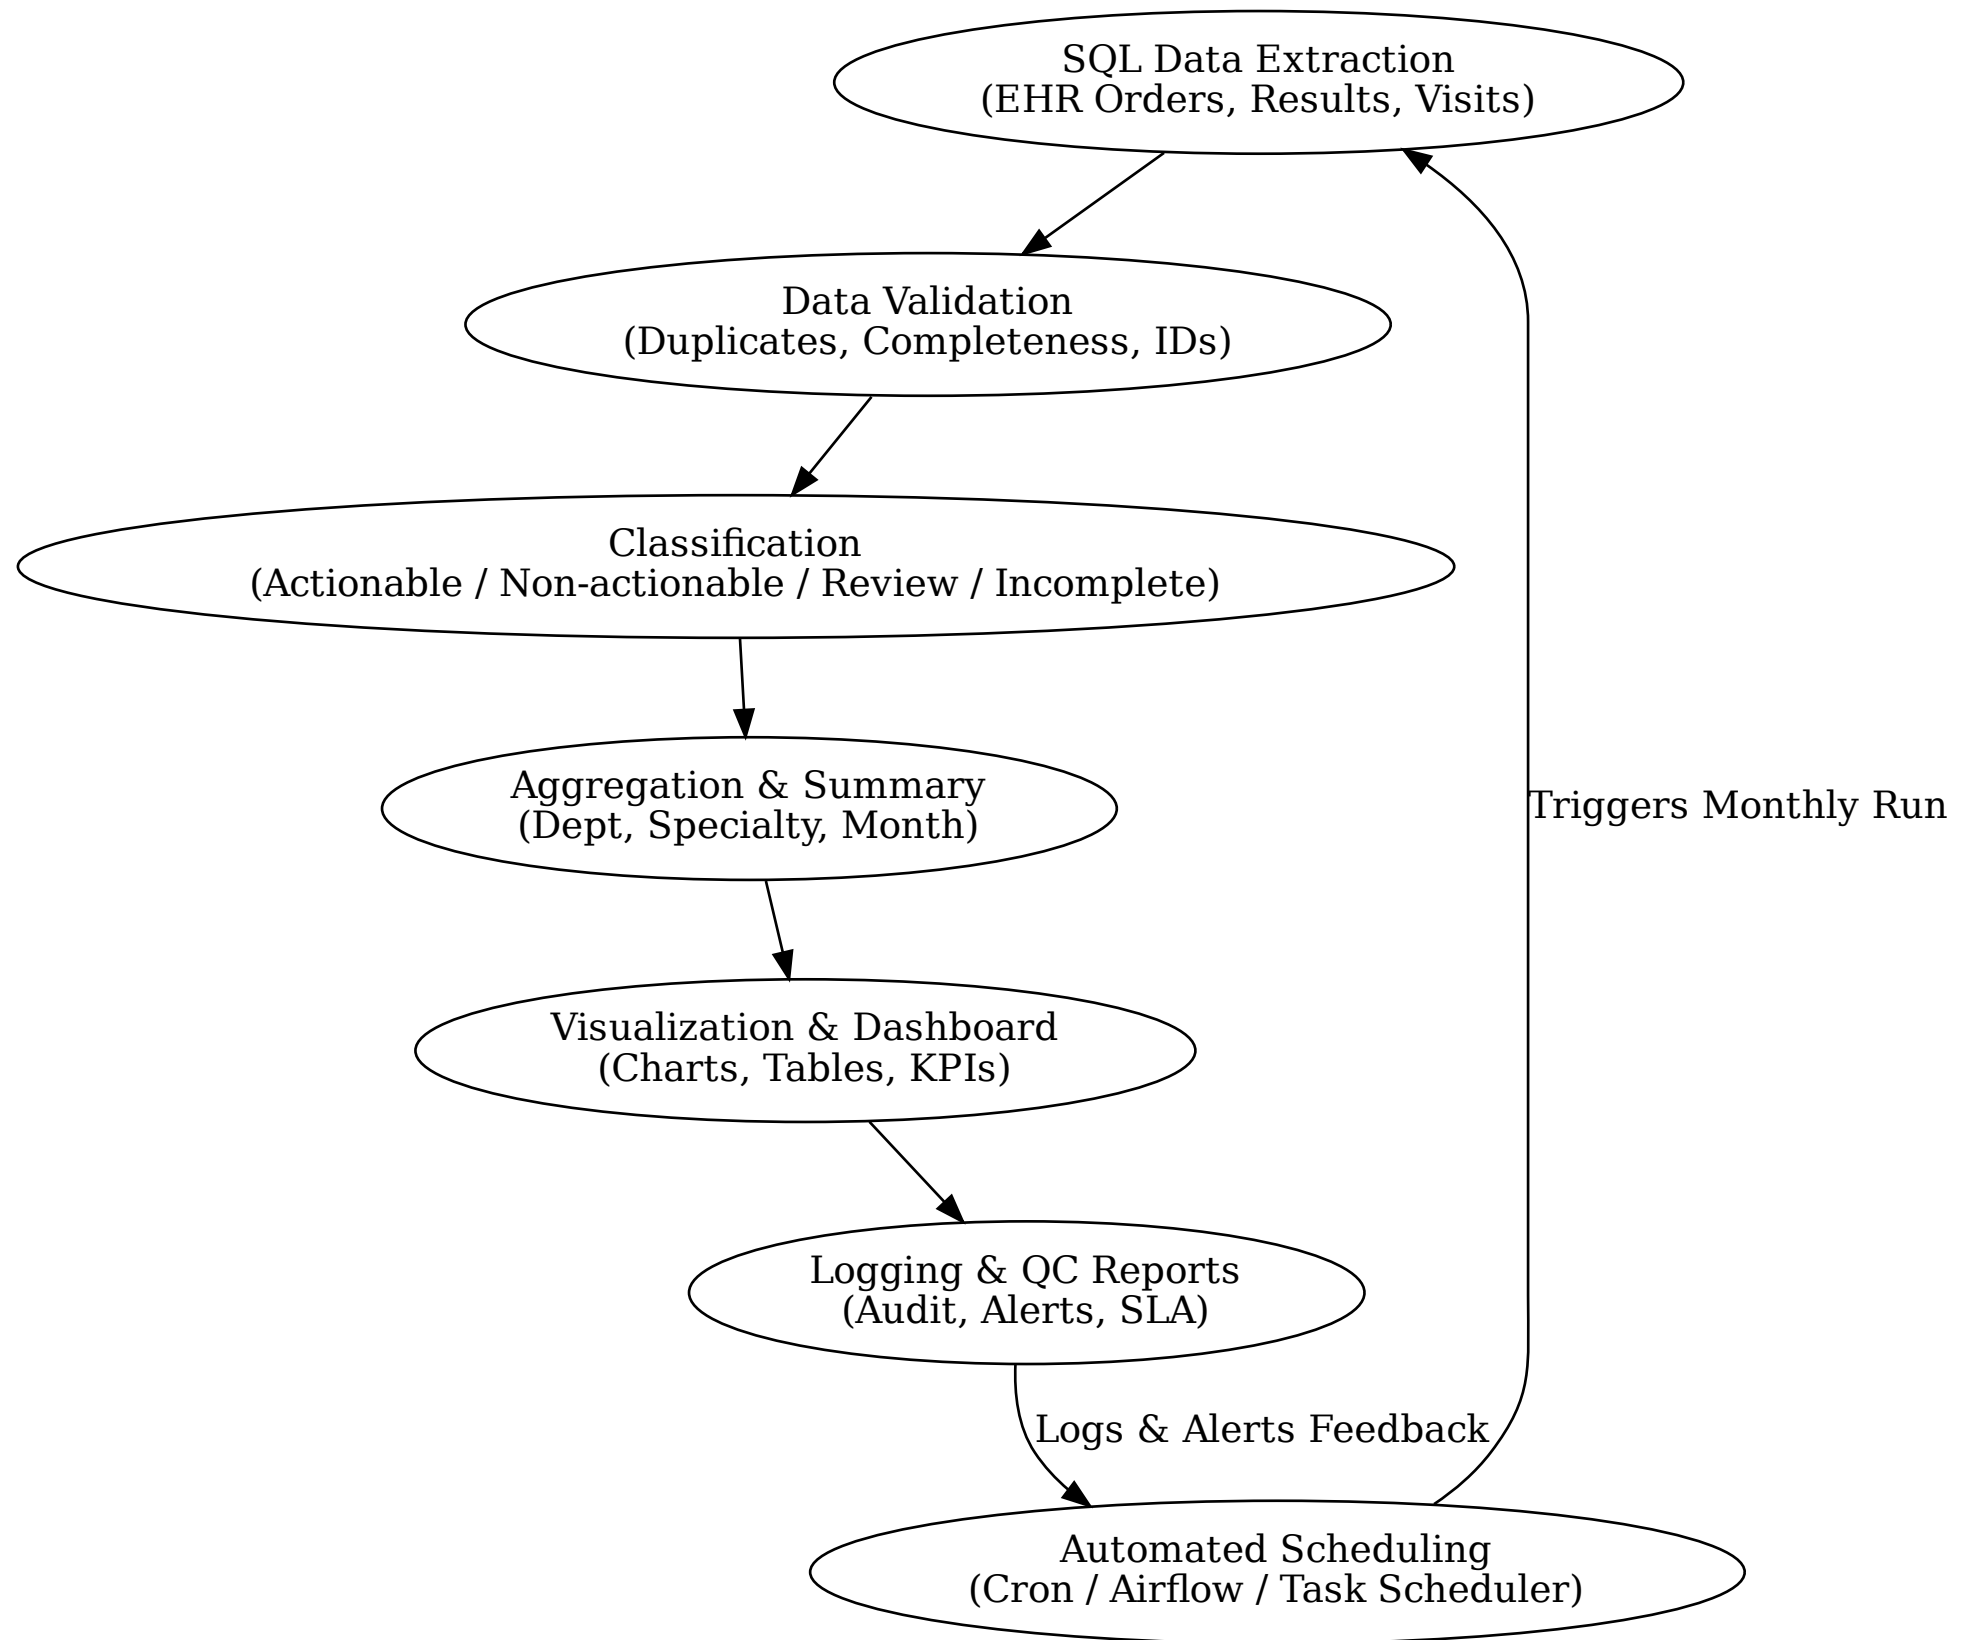 SQL Data Extraction
(EHR Orders, Results, Visits)
Data Validation
(Duplicates, Completeness, IDs)
Classification
(Actionable / Non-actionable / Review / Incomplete)
Aggregation & Summary
(Dept, Specialty, Month)
Triggers Monthly Run
Visualization & Dashboard
(Charts, Tables, KPIs)
Logging & QC Reports
(Audit, Alerts, SLA)
Logs & Alerts Feedback
Automated Scheduling
(Cron / Airflow / Task Scheduler)